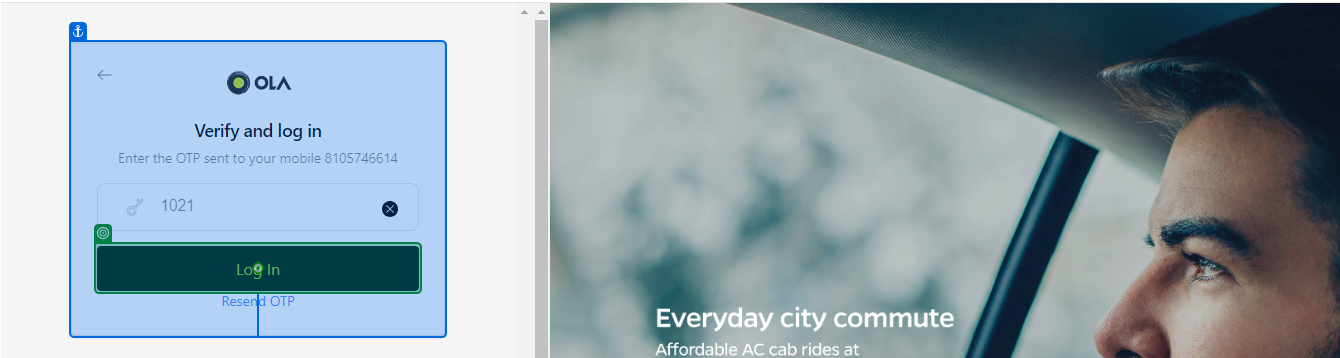 OLA
Verify and log in
Enter the OTP sent to your mobile 8105746614
1021
Log In
Resend OTP
Everyday city commute
Affordable AC cab rides at